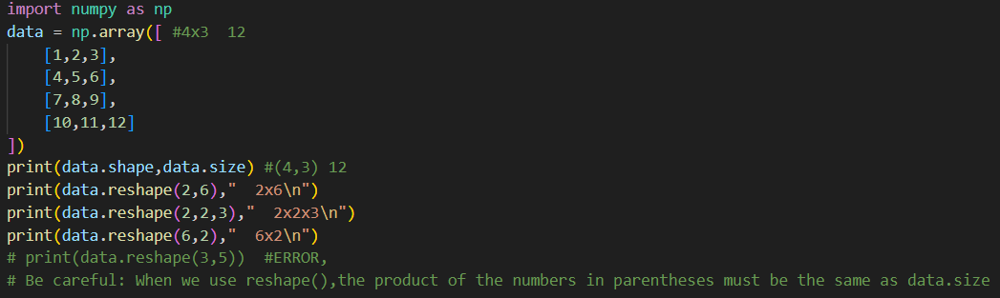 import numpy as np
data = np.array([ #4x3  12
    [1,2,3],
    [4,5,6],
    [7,8,9],
    [10,11,12]
])
print(data.shape,data.size) #(4,3) 12
print(data.reshape(2,6),"  2x6\n")
print(data.reshape(2,2,3),"  2x2x3\n")
print(data.reshape(6,2),"  6x2\n")
# print(data.reshape(3,5))  #ERROR,
# Be careful: When we use reshape(),the product of the numbers in parentheses must be the same as data.size